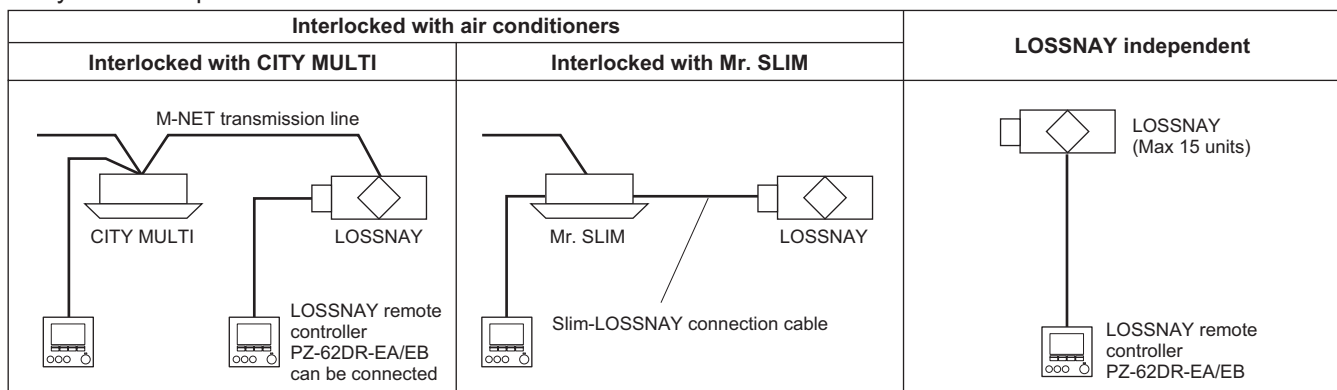 Interlocked with air conditioners
LOSSNAY independent
Interlocked with CITY MULTI
Interlocked with Mr. SLIM
M-NET transmission line
CITY MULTI
LOSSNAY
LOSSNAY remote
controller
PZ-62DR-EA/EB
can be connected
Mr. SLIM
LOSSNAY
Slim-LOSSNAY connection cable
LOSSNAY
(Max 15 units)
LOSSNAY remote
controller
PZ-62DR-EA/EB